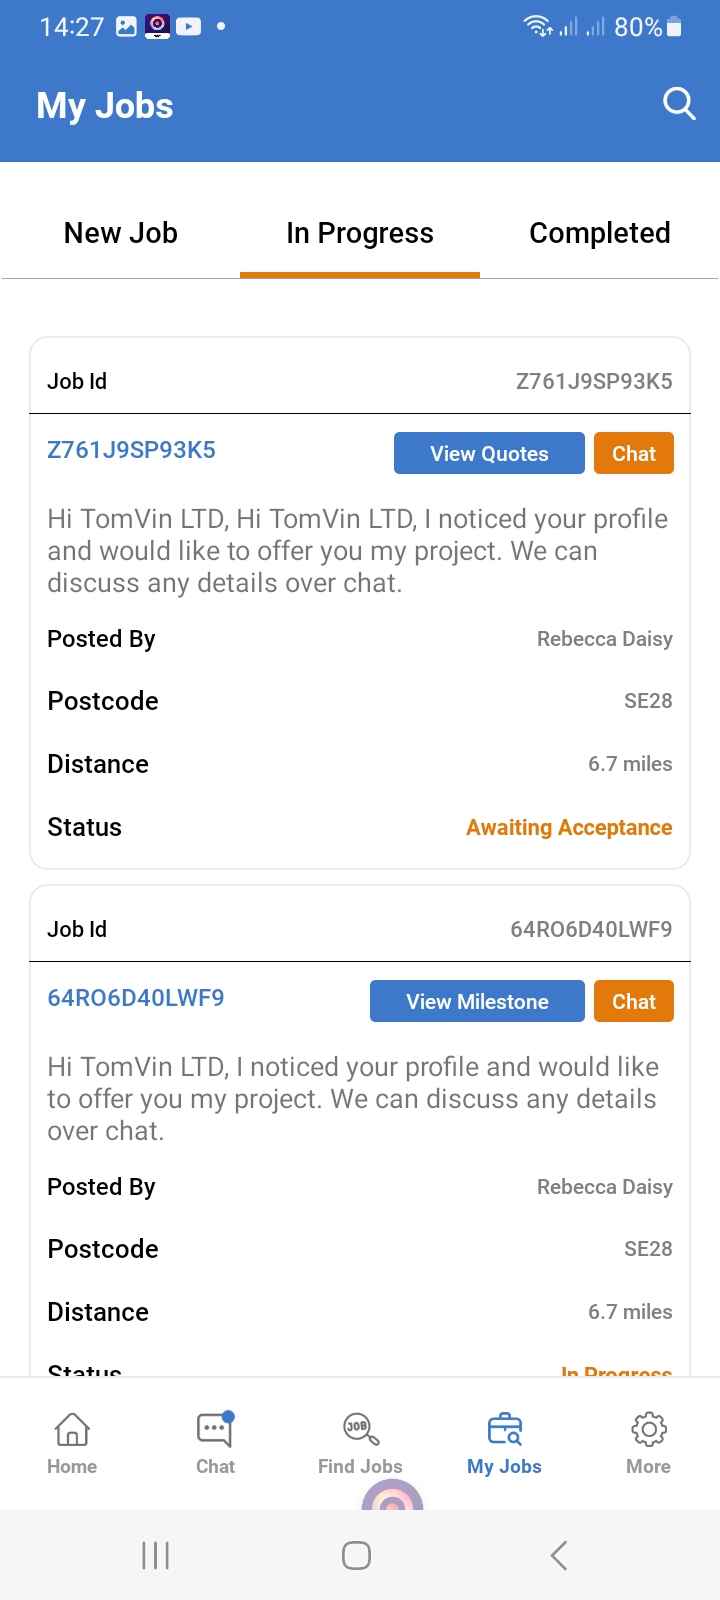 14:27
80%
My Jobs
New Job
In Progress
Completed
Job Id
Z761J9SP93K5
Z761J9SP93K5
View Quotes
Chat
Hi TomVin LTD, Hi TomVin LTD, I noticed your profile
and would like to offer you my project. We can
discuss any details over chat.
Posted By
Rebecca Daisy
Postcode
SE28
Distance
6.7 miles
Status
Awaiting Acceptance
Job Id
64RO6D40LWF9
64RO6D40LWF9
View Milestone
Chat
Hi TomVin LTD, I noticed your profile and would like
to offer you my project. We can discuss any details
over chat.
Posted By
Rebecca Daisy
Postcode
SE28
Distance
6.7 miles
Status
In Progress
JOB
Home
Chat
Find Jobs
My Jobs
More